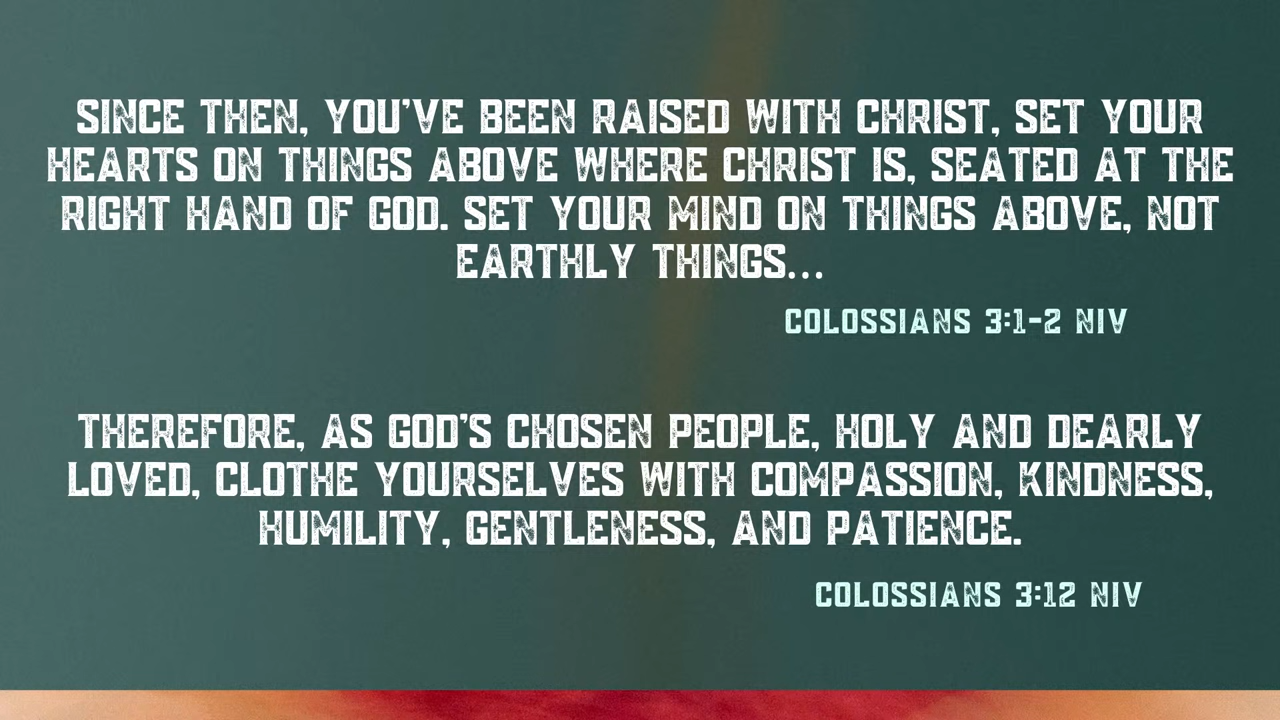 SINCE THEN, YOU'VE BEEN RAISED WITH CHRIST, SET YOUR
HEARTS ON THINGS ABOVE WHERE CHRIST IS, SEATED AT THE
RIGHT HAND OF GOD. SET YOUR MIND ON THINGS ABOVE, NOT
EARTHLY THINGS...
COLOSSIANS 3:1-2 NIV
THEREFORE, AS GOD'S CHOSEN PEOPLE, HOLY AND DEARLY
LOVED, CLOTHE YOURSELVES WITH COMPASSION, KINDNESS,
HUMILITY, GENTLENESS, AND PATIENCE.
COLOSSIANS 3:12 NIV